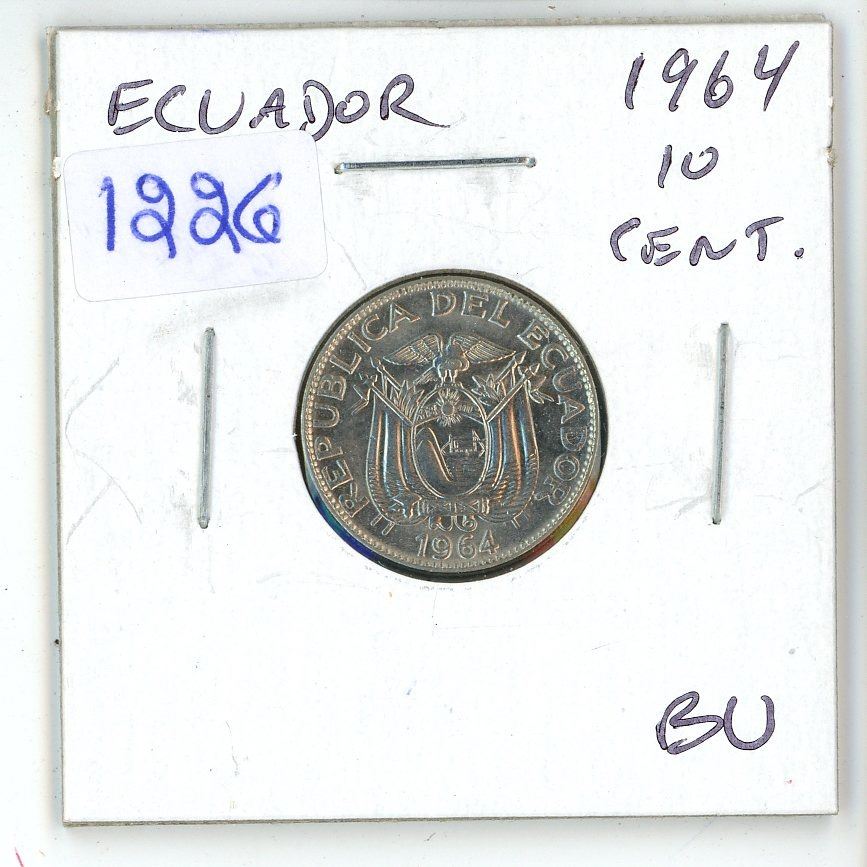 ECUADOR
1964
10
CENT.
1226
REPUBLICA DEL ECUADOR
1964
BU